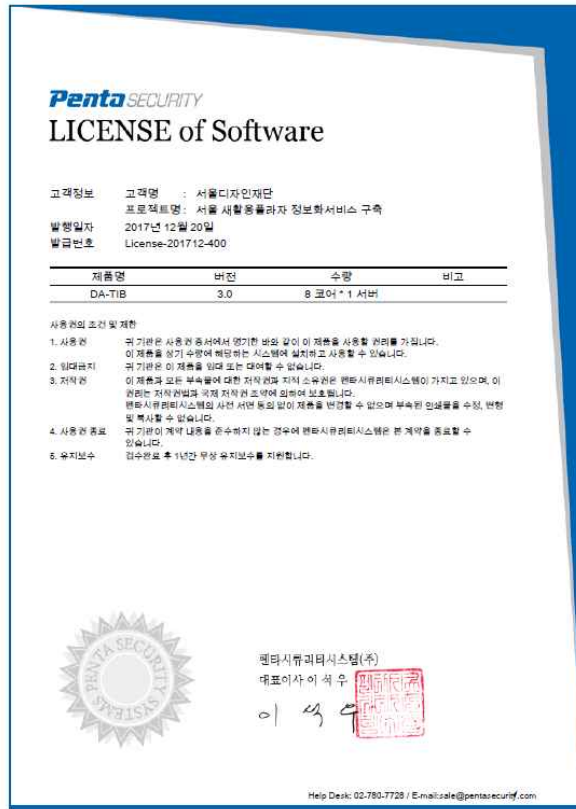 Penta SECURITY
LICENSE of Software
고객정보 고객명 : 서울디자인재단
프로젝트명 : 서울 새활용플라자 정보화서비스 구축
발행일자 2017년 12월 20일
발급번호 License-201712-400
제품명 버전 수량 비고
DA-TIB 3.0 8 코어 * 1 서버
사용권의 조건 및 제한
1. 사용권 귀 기관은 사용권 증서에서 명기한 바와 같이 이 제품을 사용할 권리를 가집니다.
이 제품을 상기 수량에 해당하는 시스템에 설치하고 사용할 수 있습니다.
2. 임대금지 귀 기관은 이 제품을 임대 또는 대여할 수 없습니다.
3. 저작권 이 제품과 모든 부속물에 대한 저작권과 지적 소유권은 펜타시큐리티시스템이 가지고 있으며, 이
권리는 저작권법과 국제 저작권 조약에 의하여 보호됩니다.
펜타시큐리티시스템의 사전 서면 동의 없이 제품을 변경할 수 없으며 부속된 인쇄물을 수정, 변형
및 복사할 수 없습니다.
4. 사용권 종료 귀 기관이 계약 내용을 준수하지 않는 경우에 펜타시큐리티시스템은 본 계약을 종료할 수
있습니다.
5. 유지보수 검수완료 후 1년간 무상 유지보수를 지원합니다.
PENTA SECURITY SYSTEMS
펜타시큐리티시스템(주)
대표이사 이 석 우
이 석 우
Help Desk: 02-780-7728 / E-mail:sale@pentasecurity.com